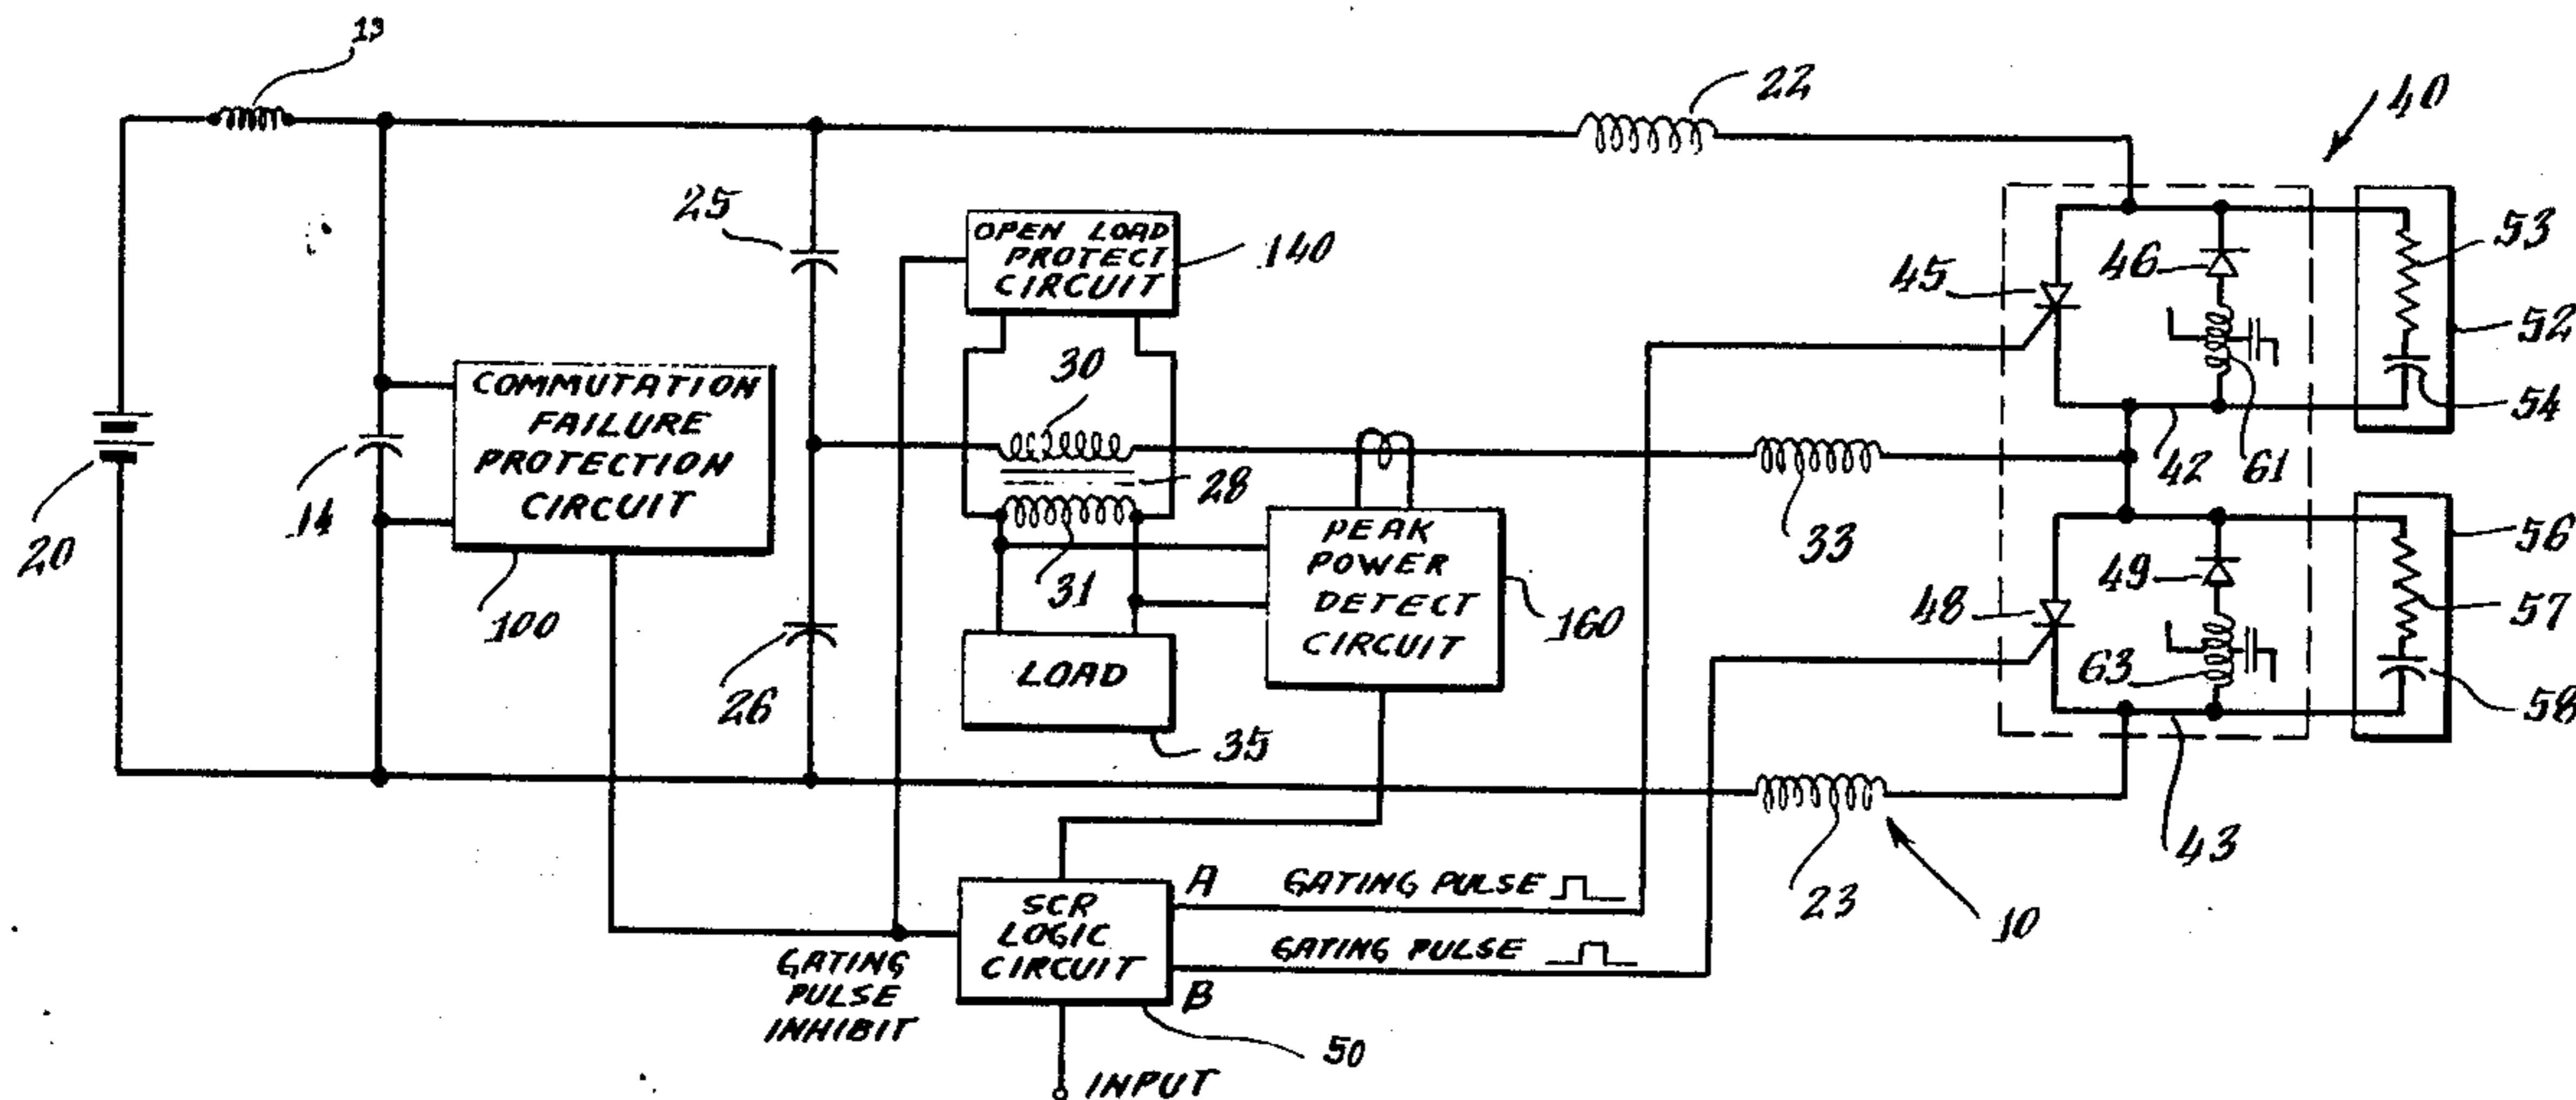 13
22
40
25
OPEN LOAD
PROTECT
CIRCUIT
140
45
46
53
52
54
30
COMMUTATION
FAILURE
PROTECTION
CIRCUIT
14
20
100
28
31
42
61
33
PEAK
POWER
DETECT
CIRCUIT
160
56
49
57
48
63
58
26
LOAD
35
43
23
10
A
GATING PULSE
SCR
LOGIC
CIRCUIT
GATING PULSE
B
GATING
PULSE
INHIBIT
50
INPUT